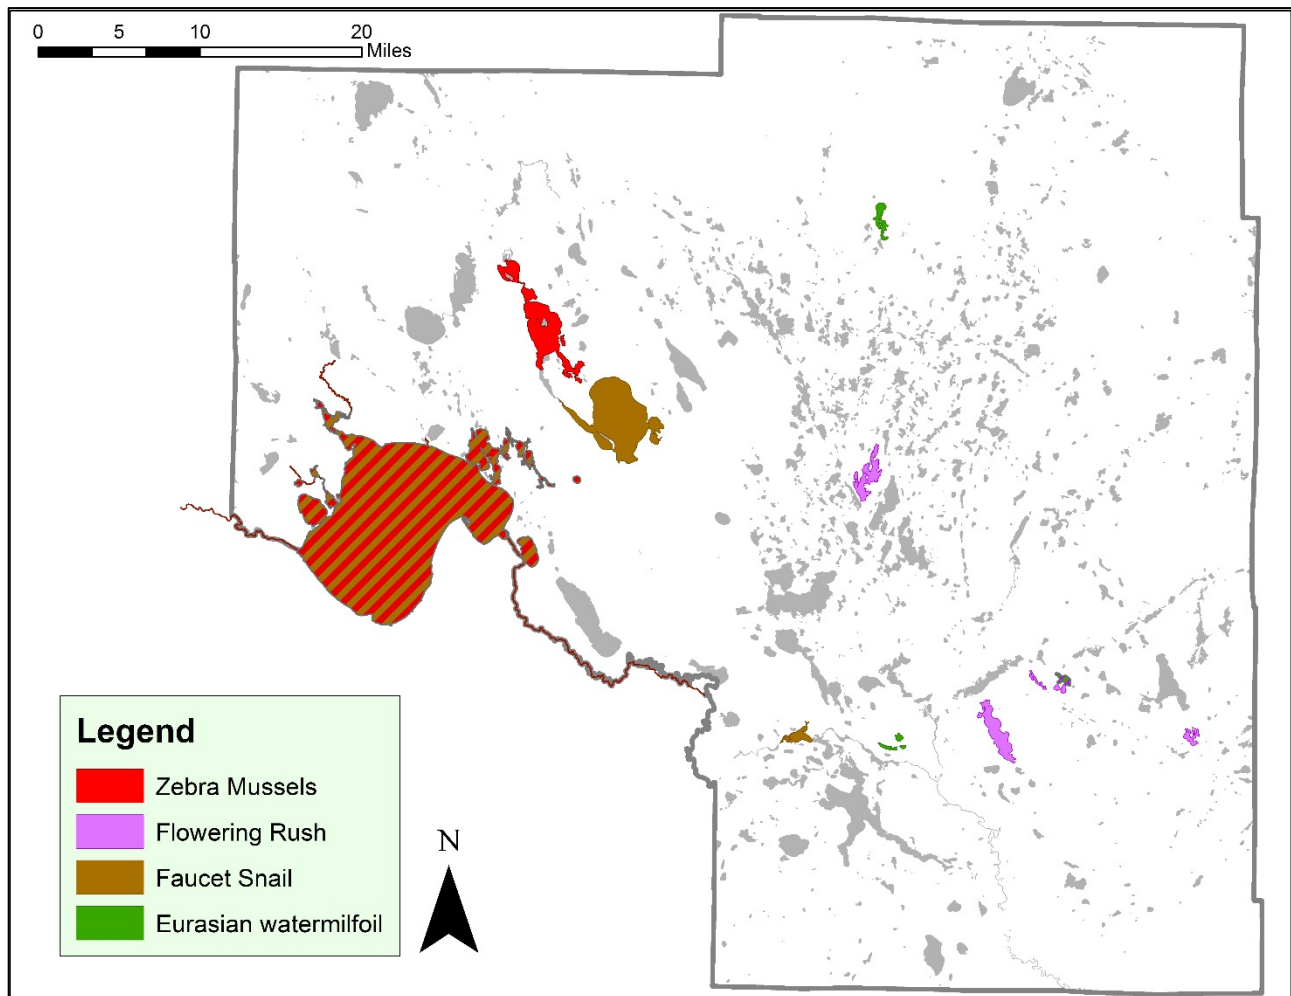 0 5 10 20
Miles
Legend
Zebra Mussels
Flowering Rush
Faucet Snail
Eurasian watermilfoil
N